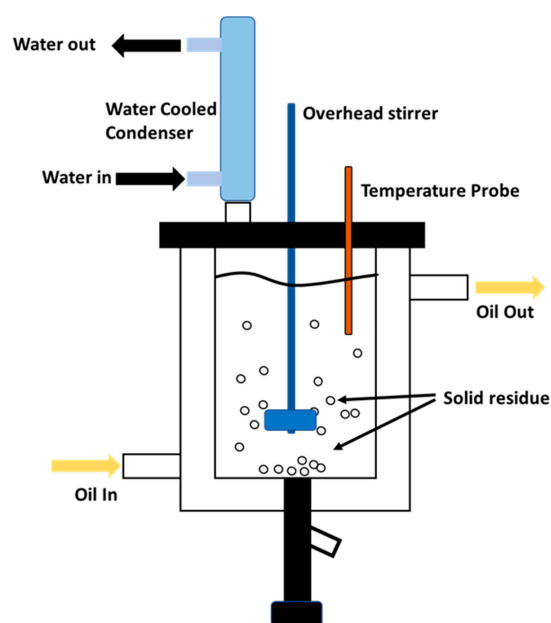 Water out
Water Cooled
Condenser
Overhead stirrer
Water in
Temperature Probe
Oil Out
Solid residue
Oil In